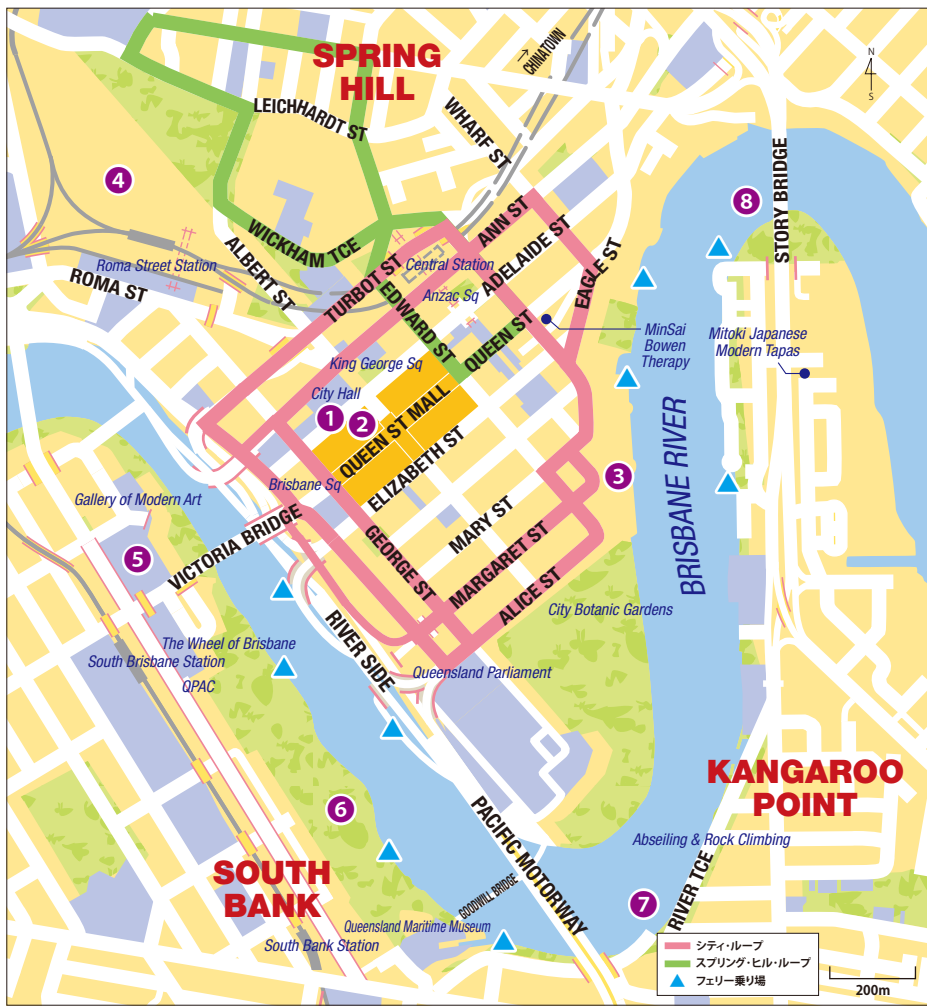 SPRING
HILL
→
CHINATOWN
N
S
LEICHHARDT ST
WHARF ST
STORY BRIDGE
4
8
WICKHAM TCE
ANN ST
ADELAIDE ST
EAGLE ST
ALBERT ST
TURBOT ST
Central Station
Roma Street Station
ROMA ST
Anzac Sq
EDWARD ST
QUEEN ST
MinSai
Bowen
Therapy
Mitoki Japanese
Modern Tapas
King George Sq
City Hall
1
2
QUEEN ST MALL
ELIZABETH ST
BRISBANE RIVER
3
Brisbane Sq
Gallery of Modern Art
VICTORIA BRIDGE
5
GEORGE ST
MARY ST
MARGARET ST
ALICE ST
City Botanic Gardens
RIVER SIDE
The Wheel of Brisbane
South Brisbane Station
QPAC
Queensland Parliament
KANGAROO
POINT
6
PACIFIC MOTORWAY
Abseiling & Rock Climbing
SOUTH
BANK
GOODWILL BRIDGE
RIVER TCE
7
Queensland Maritime Museum
South Bank Station
シティ・ループ
スプリング・ヒル・ループ
フェリー乗り場
200m